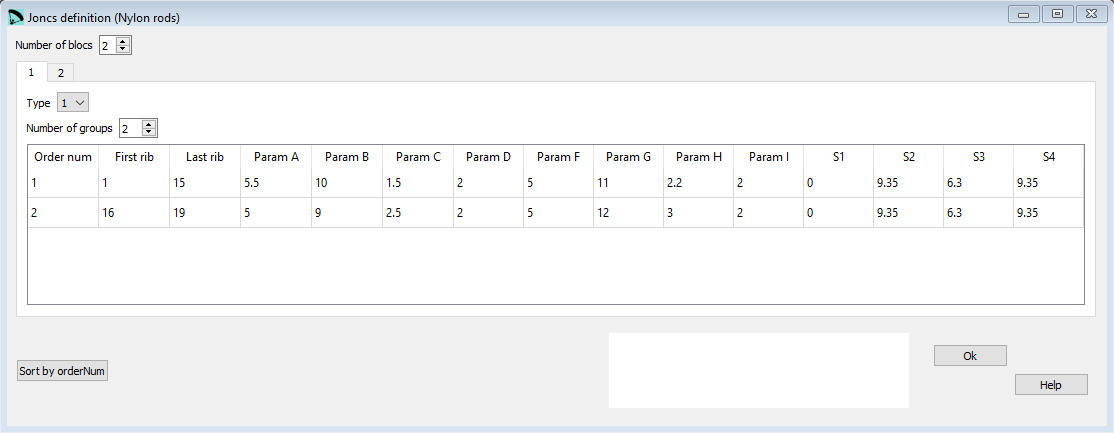 Joncs definition (Nylon rods)
Number of blocs 2
1 2
Type 1
Number of groups 2
Order num First rib Last rib Param A Param B Param C Param D Param F Param G Param H Param I S1 S2 S3 S4
1 1 15 5.5 10 1.5 2 5 11 2.2 2 0 9.35 6.3 9.35
2 16 19 5 9 2.5 2 5 12 3 2 0 9.35 6.3 9.35
Ok
Sort by orderNum
Help